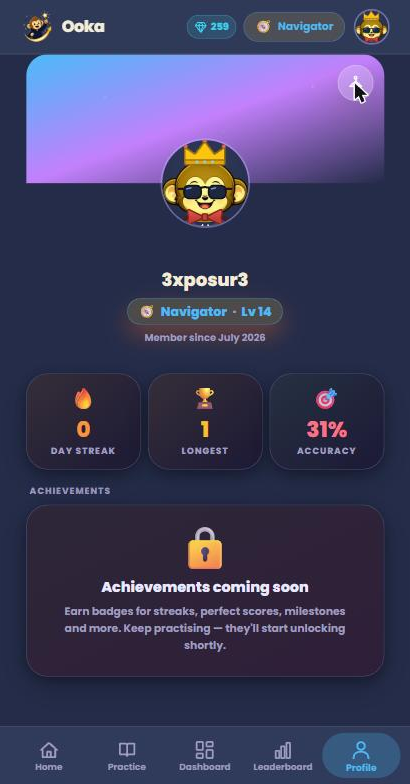 Ooka
259
Navigator
3xposur3
Navigator · Lv 14
Member since July 2026
0
DAY STREAK
1
LONGEST
31%
ACCURACY
ACHIEVEMENTS
Achievements coming soon
Earn badges for streaks, perfect scores, milestones
and more. Keep practising — they'll start unlocking
shortly.
Home
Practice
Dashboard
Leaderboard
Profile